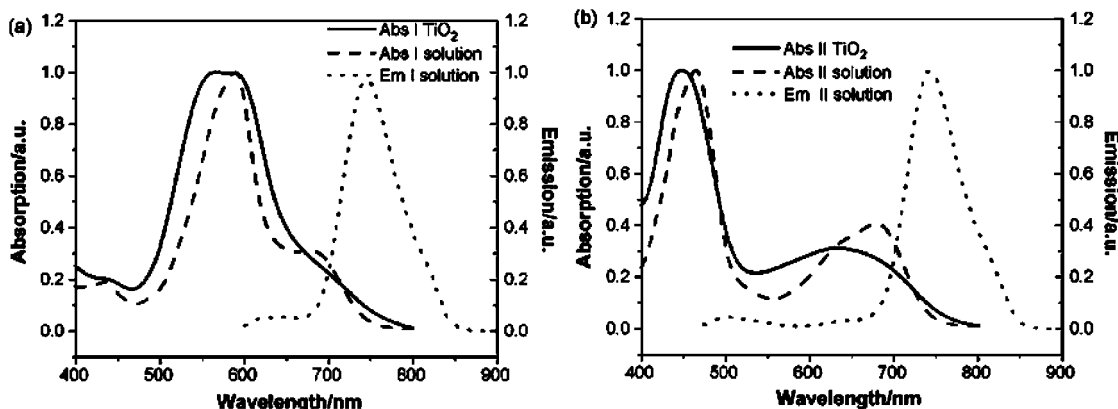 (a)
1.2
1.0
0.8
0.6
0.4
0.2
0.0
Absorption/a.u.
Abs I TiO2
Abs I solution
Em I solution
1.2
1.0
0.8
0.6
0.4
0.2
0.0
Emission/a.u.
400 500 600 700 800 900
Wavelength/nm
(b)
1.2
1.0
0.8
0.6
0.4
0.2
0.0
Absorption/a.u.
Abs II TiO2
Abs II solution
Em II solution
1.2
1.0
0.8
0.6
0.4
0.2
0.0
Emission/a.u.
400 500 600 700 800 900
Wavelength/nm